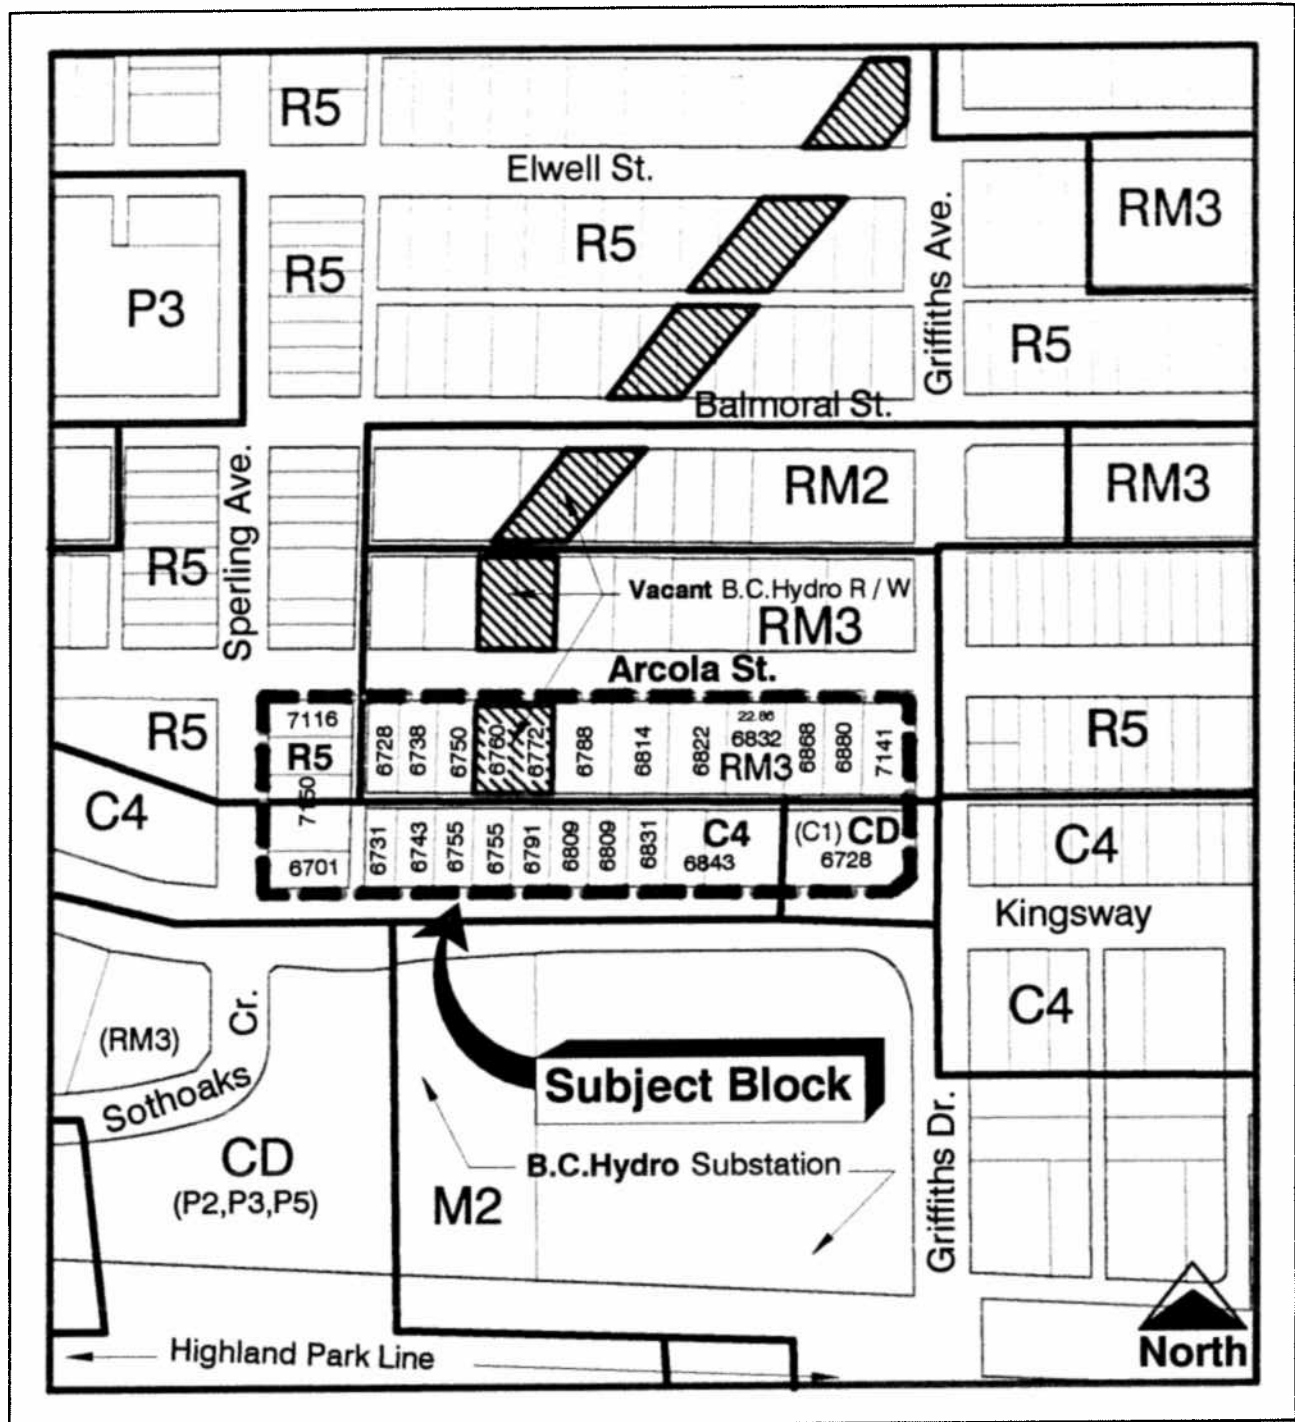 R5
Elwell St.
RM3
R5
Griffiths Ave.
R5
P3
R5
Balmoral St.
RM2
RM3
Sperling Ave.
R5
Vacant B.C.Hydro R / W
RM3
Arcola St.
R5
7116
R5
7150
6728
6738
6750
6760
6772
6788
6814
6822
22.86
6832
RM3
6868
6880
7141
R5
C4
6701
6731
6743
6755
6755
6791
6809
6809
6831
C4
6843
(C1) CD
6728
C4
Kingsway
C4
(RM3)
Cr.
Sothoaks
Subject Block
CD
(P2,P3,P5)
B.C.Hydro Substation
M2
Griffiths Dr.
Highland Park Line
North